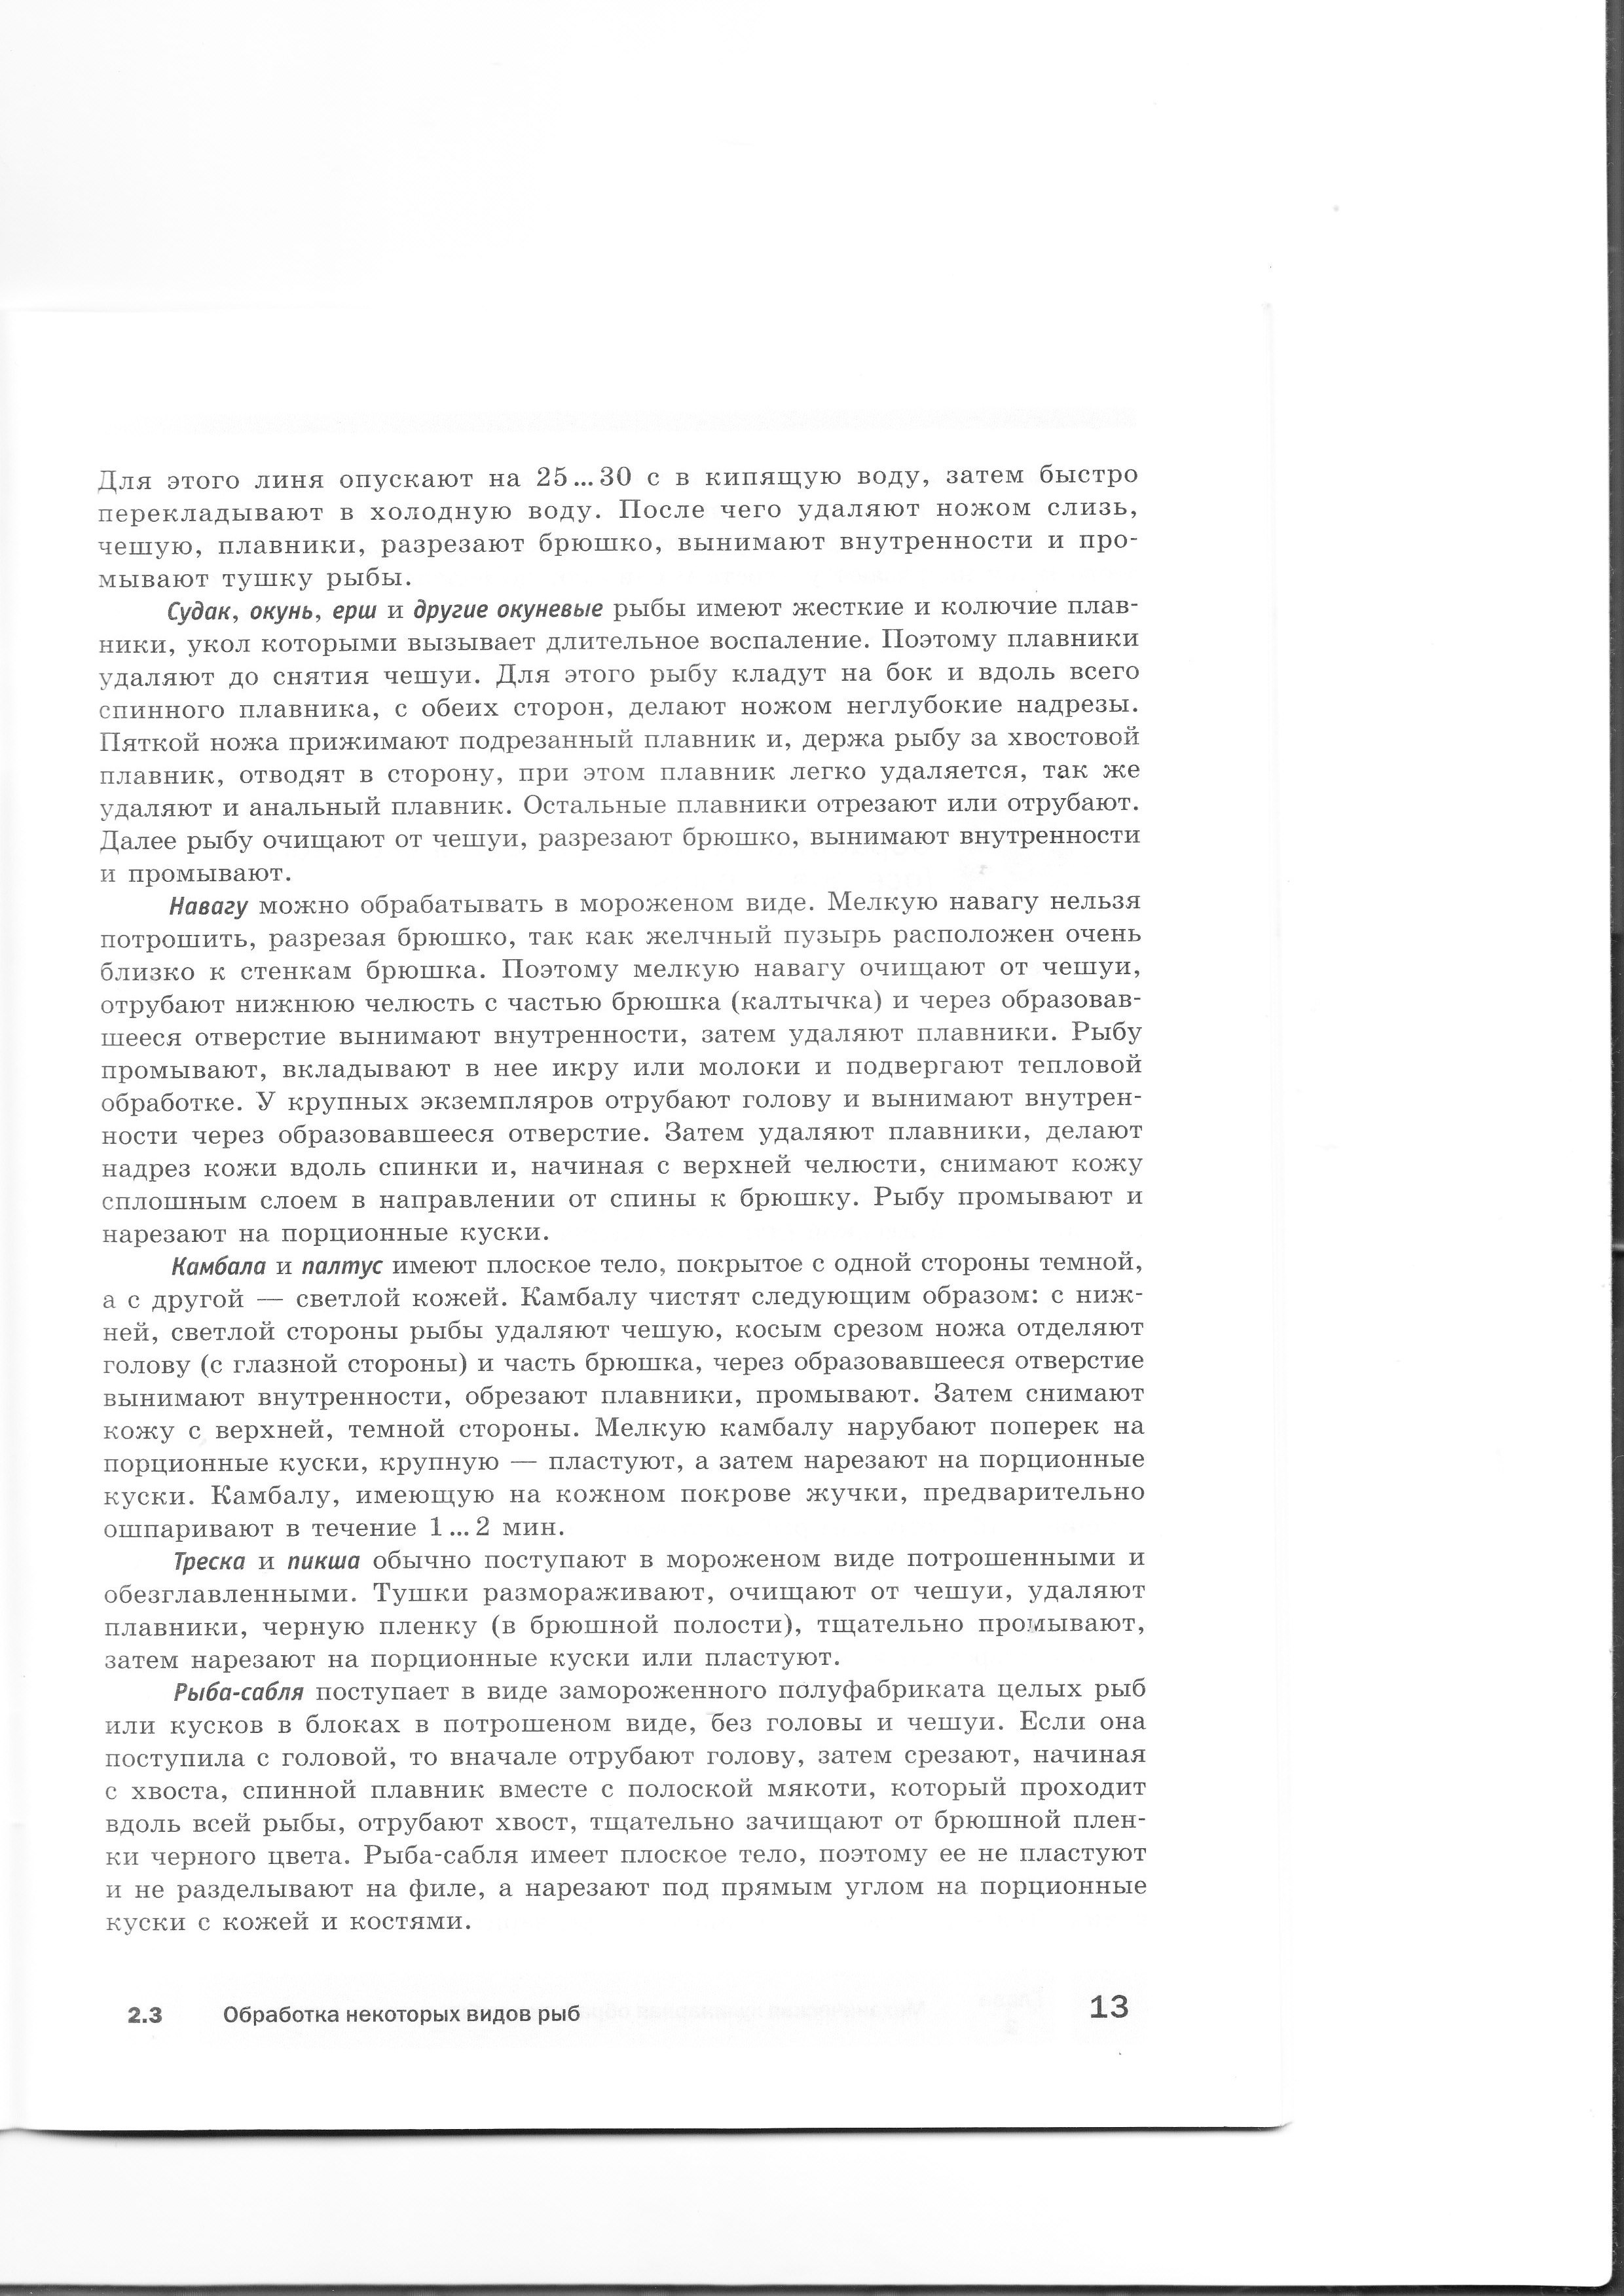 Для этого линя опускают на 25...30 с в кипящую воду, затем быстро
перекладывают в холодную воду. После чего удаляют ножом слизь,
чешую, плавники, разрезают брюшко, вынимают внутренности и про-
мывают тушку рыбы.
Судак, окунь, ерш и другие окуневые рыбы имеют жесткие и колючие плав-
ники, укол которыми вызывает длительное воспаление. Поэтому плавники
удаляют до снятия чешуи. Для этого рыбу кладут на бок и вдоль всего
спинного плавника, с обеих сторон, делают ножом неглубокие надрезы.
Пяткой ножа прижимают подрезанный плавник и, держа рыбу за хвостовой
плавник, отводят в сторону, при этом плавник легко удаляется, так же
удаляют и анальный плавник. Остальные плавники отрезают или отрубают.
Далее рыбу очищают от чешуи, разрезают брюшко, вынимают внутренности
и промывают.
Навагу можно обрабатывать в мороженом виде. Мелкую навагу нельзя
потрошить, разрезая брюшко, так как желчный пузырь расположен очень
близко к стенкам брюшка. Поэтому мелкую навагу очищают от чешуи,
отрубают нижнюю челюсть с частью брюшка (калтычка) и через образовав-
шееся отверстие вынимают внутренности, затем удаляют плавники. Рыбу
промывают, вкладывают в нее икру или молоки и подвергают тепловой
обработке. У крупных экземпляров отрубают голову и вынимают внутрен-
ности через образовавшееся отверстие. Затем удаляют плавники, делают
надрез кожи вдоль спинки и, начиная с верхней челюсти, снимают кожу
сплошным слоем в направлении от спины к брюшку. Рыбу промывают и
нарезают на порционные куски.
Камбала и палтус имеют плоское тело, покрытое с одной стороны темной,
а с другой — светлой кожей. Камбалу чистят следующим образом: с ниж-
ней, светлой стороны рыбы удаляют чешую, косым срезом ножа отделяют
голову (с глазной стороны) и часть брюшка, через образовавшееся отверстие
вынимают внутренности, обрезают плавники, промывают. Затем снимают
кожу с верхней, темной стороны. Мелкую камбалу нарубают поперек на
порционные куски, крупную — пластуют, а затем нарезают на порционные
куски. Камбалу, имеющую на кожном покрове жучки, предварительно
ошпаривают в течение 1...2 мин.
Треска и пикша обычно поступают в мороженом виде потрошенными и
обезглавленными. Тушки размораживают, очищают от чешуи, удаляют
плавники, черную пленку (в брюшной полости), тщательно промывают,
затем нарезают на порционные куски или пластуют.
Рыба-сабля поступает в виде замороженного полуфабриката целых рыб
или кусков в блоках в потрошеном виде, без головы и чешуи. Если она
поступила с головой, то вначале отрубают голову, затем срезают, начиная
с хвоста, спинной плавник вместе с полоской мякоти, который проходит
вдоль всей рыбы, отрубают хвост, тщательно зачищают от брюшной плен-
ки черного цвета. Рыба-сабля имеет плоское тело, поэтому ее не пластуют
и не разделывают на филе, а нарезают под прямым углом на порционные
куски с кожей и костями.
2.3 Обработка некоторых видов рыб 13